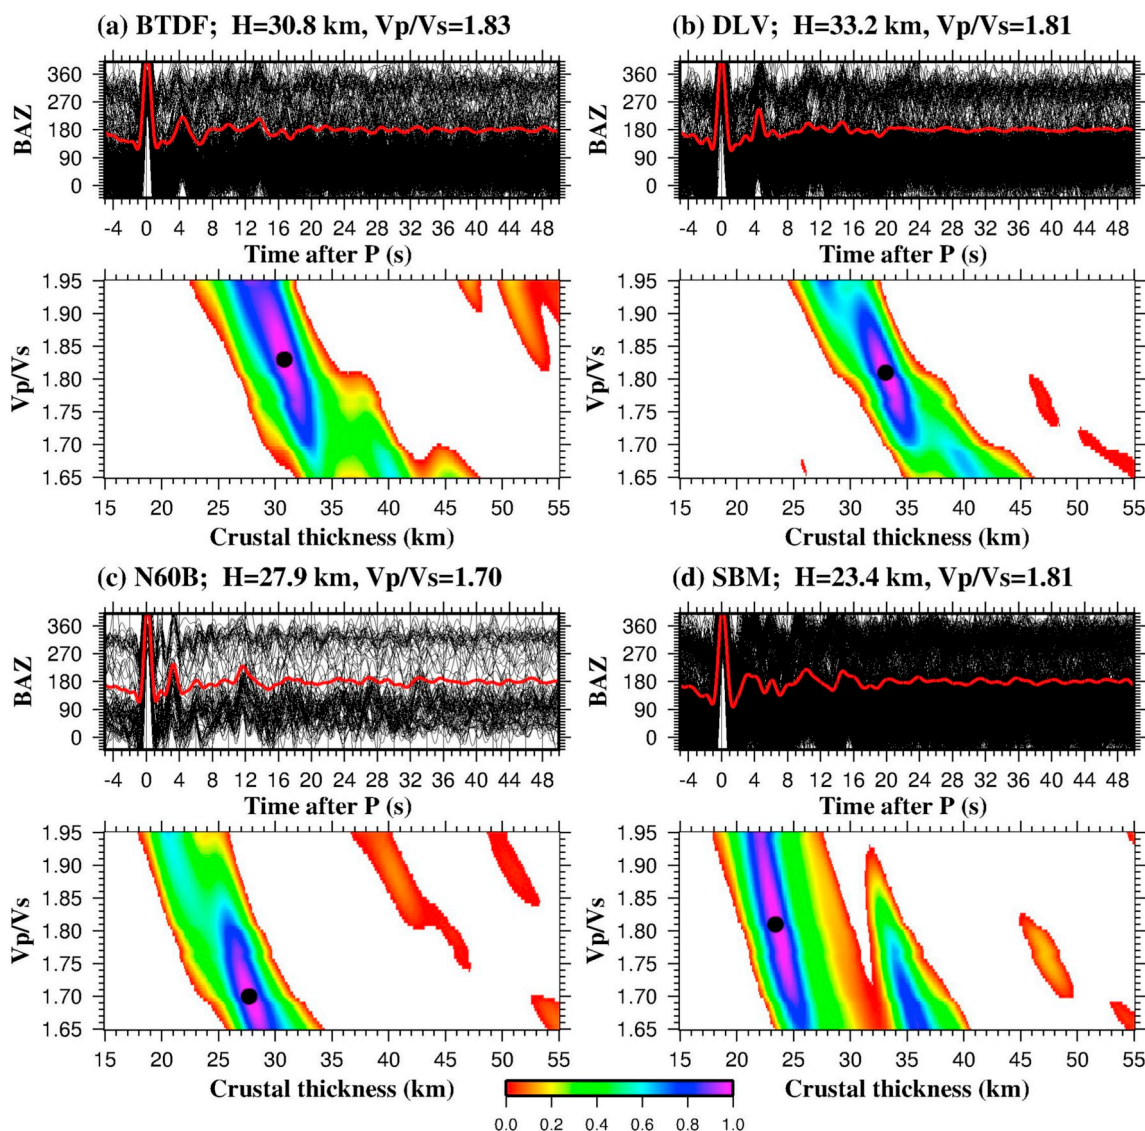 (a) BTDF; H=30.8 km, Vp/Vs=1.83
(b) DLV; H=33.2 km, Vp/Vs=1.81
BAZ
360
270
180
90
0
-4 0 4 8 12 16 20 24 28 32 36 40 44 48
Time after P (s)
BAZ
360
270
180
90
0
-4 0 4 8 12 16 20 24 28 32 36 40 44 48
Time after P (s)
Vp/Vs
1.95
1.90
1.85
1.80
1.75
1.70
1.65
15 20 25 30 35 40 45 50 55
Crustal thickness (km)
Vp/Vs
1.95
1.90
1.85
1.80
1.75
1.70
1.65
15 20 25 30 35 40 45 50 55
Crustal thickness (km)
(c) N60B; H=27.9 km, Vp/Vs=1.70
(d) SBM; H=23.4 km, Vp/Vs=1.81
BAZ
360
270
180
90
0
-4 0 4 8 12 16 20 24 28 32 36 40 44 48
Time after P (s)
BAZ
360
270
180
90
0
-4 0 4 8 12 16 20 24 28 32 36 40 44 48
Time after P (s)
Vp/Vs
1.95
1.90
1.85
1.80
1.75
1.70
1.65
15 20 25 30 35 40 45 50 55
Crustal thickness (km)
Vp/Vs
1.95
1.90
1.85
1.80
1.75
1.70
1.65
15 20 25 30 35 40 45 50 55
Crustal thickness (km)
0.0 0.2 0.4 0.6 0.8 1.0